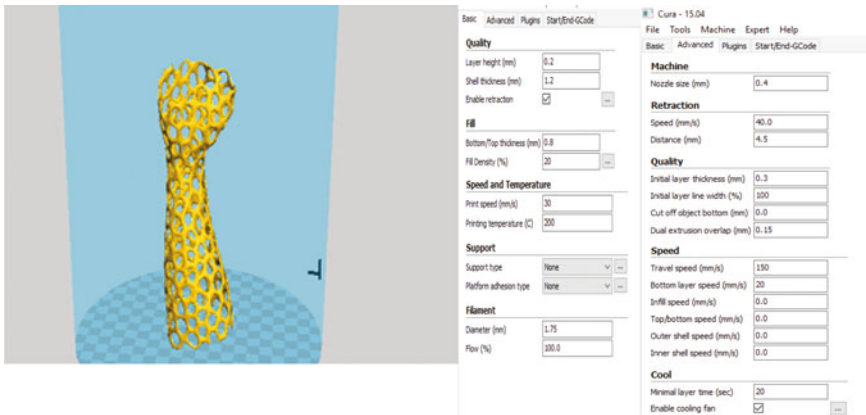 Basic Advanced Plugins Start/End-GCode
Quality
Layer height (mm) 0.2
Shell thickness (mm) 1.2
Enable retraction ...
Fill
Bottom/Top thickness (mm) 0.8
Fill Density (%) 20 ...
Speed and Temperature
Print speed (mm/s) 30
Printing temperature (C) 200
Support
Support type None ...
Platform adhesion type None ...
Filament
Diameter (mm) 1.75
Flow (%) 100.0
Cura - 15.04
File Tools Machine Expert Help
Basic Advanced Plugins Start/End-GCode
Machine
Nozzle size (mm) 0.4
Retraction
Speed (mm/s) 40.0
Distance (mm) 4.5
Quality
Initial layer thickness (mm) 0.3
Initial layer line width (%) 100
Cut off object bottom (mm) 0.0
Dual extrusion overlap (mm) 0.15
Speed
Travel speed (mm/s) 150
Bottom layer speed (mm/s) 20
Infill speed (mm/s) 0.0
Top/bottom speed (mm/s) 0.0
Outer shell speed (mm/s) 0.0
Inner shell speed (mm/s) 0.0
Cool
Minimal layer time (sec) 20
Enable cooling fan ...